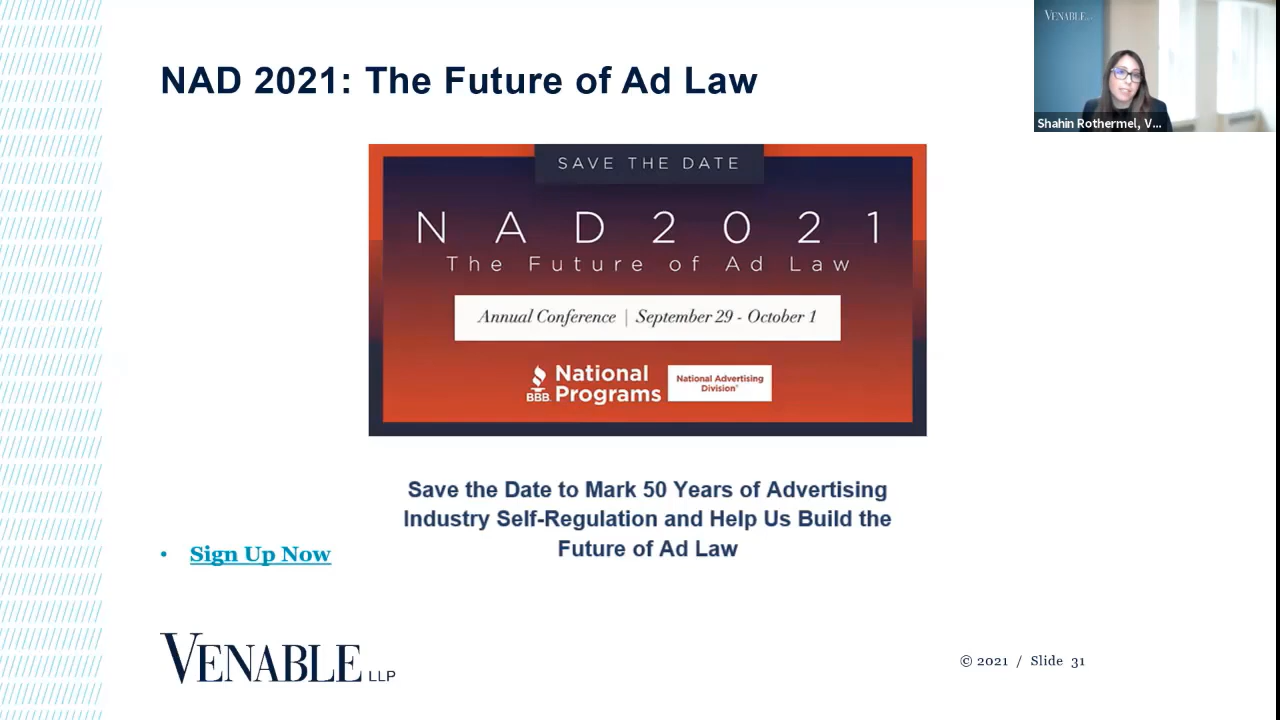 VENABLE LLP
NAD 2021: The Future of Ad Law
Shahin Rothermel, V...
SAVE THE DATE
NAD2021
The Future of Ad Law
Annual Conference | September 29 - October 1
BBB National Programs
National Advertising Division®
Save the Date to Mark 50 Years of Advertising
Industry Self-Regulation and Help Us Build the
Future of Ad Law
• Sign Up Now
VENABLE LLP
© 2021 / Slide 31